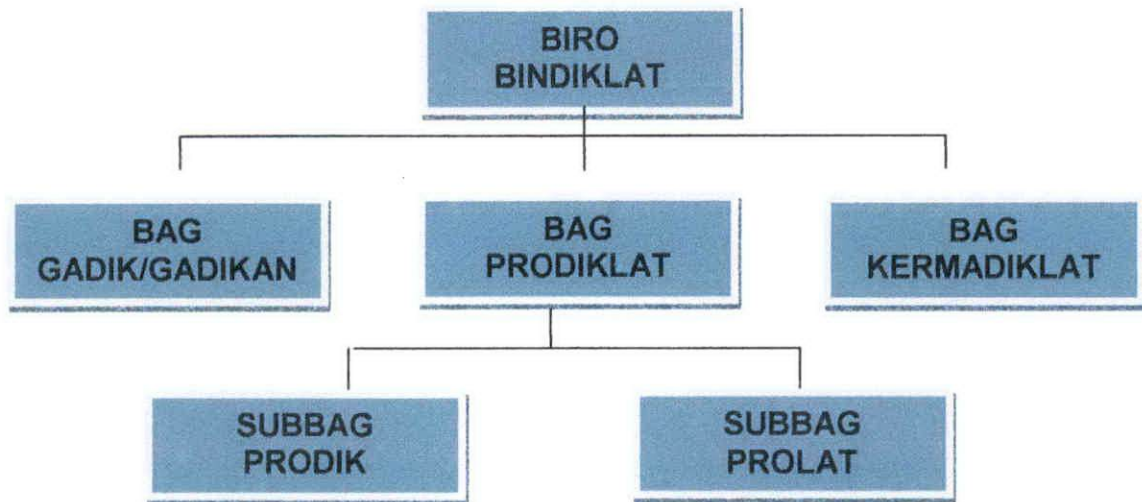 BIRO
BINDIKLAT
BAG
GADIK/GADIKAN
BAG
PRODIKLAT
BAG
KERMADIKLAT
SUBBAG
PRODIK
SUBBAG
PROLAT